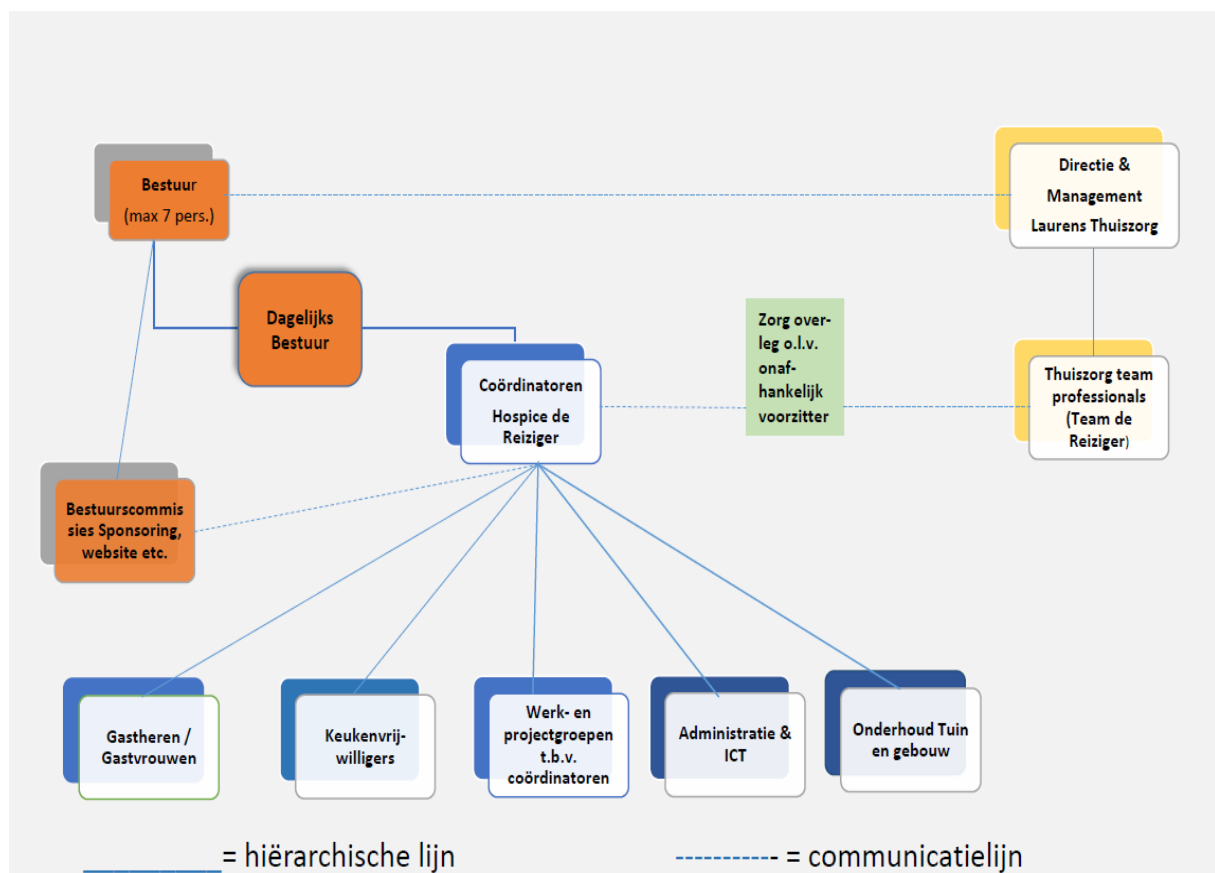 Bestuur
(max 7 pers.)
Directie &
Management
Laurens Thuiszorg
Dagelijks
Bestuur
Zorg over-
leg o.l.v.
onaf-
hankelijk
voorzitter
Coördinatoren
Hospice de
Reiziger
Thuiszorg team
professionals
(Team de
Reiziger)
Bestuurscommis
sies Sponsoring,
website etc.
Gastheren /
Gastvrouwen
Keukenvrij-
willigers
Werk- en
projectgroepen
t.b.v.
coördinatoren
Administratie &
ICT
Onderhoud Tuin
en gebouw
= hiërarchische lijn
= communicatielijn